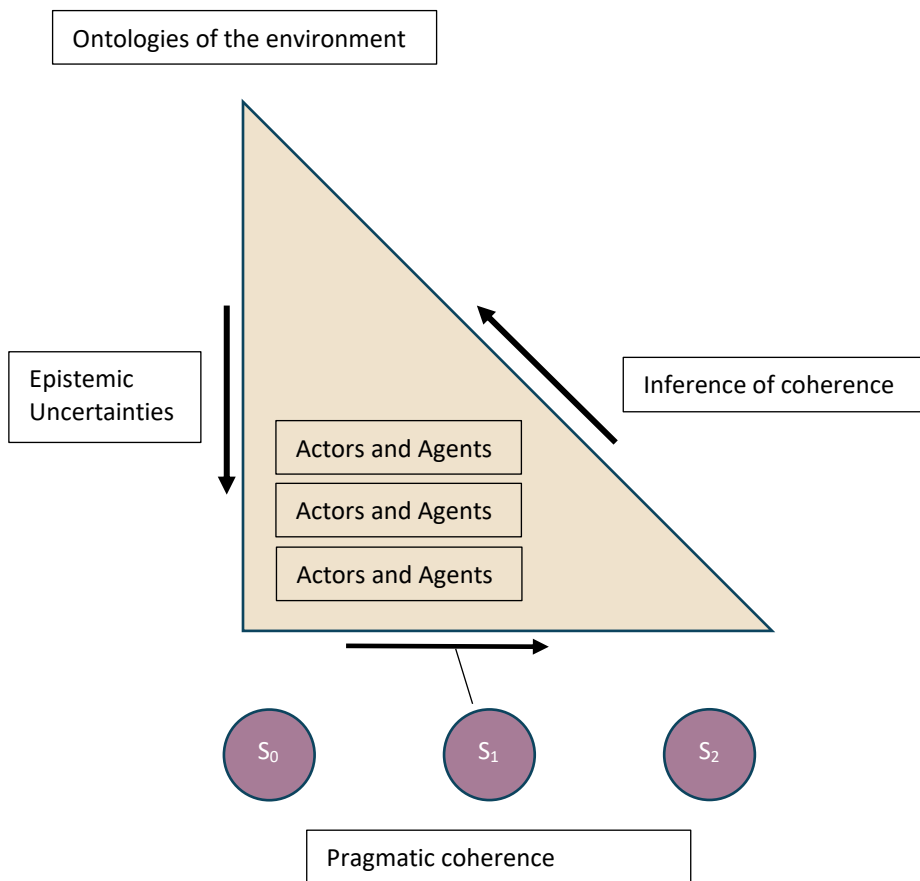 Ontologies of the environment
Epistemic
Uncertainties
Inference of coherence
Actors and Agents
Actors and Agents
Actors and Agents
S₀
S₁
S₂
Pragmatic coherence